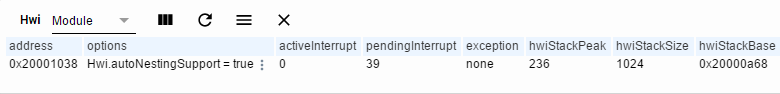 Hwi Module
address options activeInterrupt pendingInterrupt exception hwiStackPeak hwiStackSize hwiStackBase
0x20001038 Hwi.autoNestingSupport = true 0 39 none 236 1024 0x20000a68